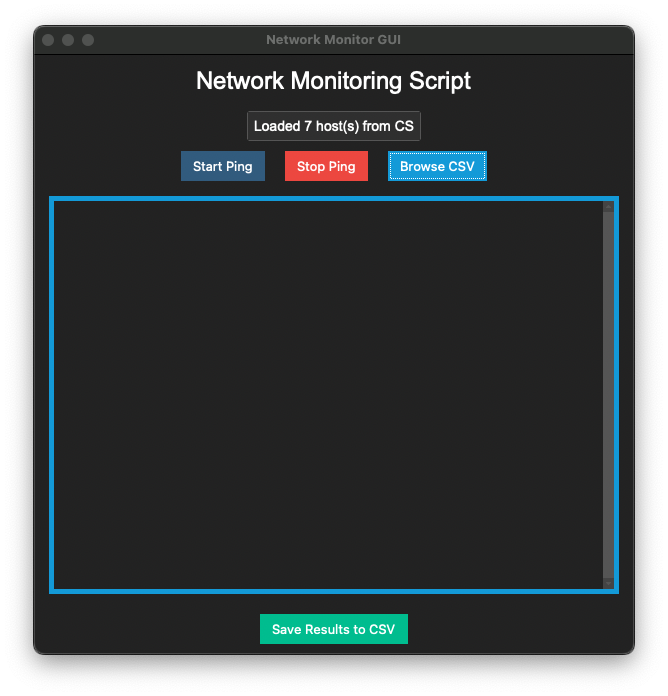 Network Monitor GUI
Network Monitoring Script
Loaded 7 host(s) from CS
Start Ping Stop Ping Browse CSV
Save Results to CSV